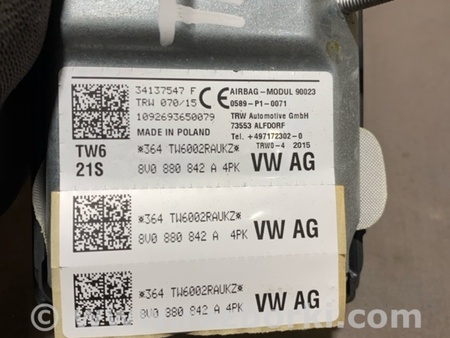 34137547 F
TRW 070/15
1092693650079
MADE IN POLAND
CE
AIRBAG-MODUL 90023
0589-P1-0071
TRW Automotive GmbH
73553 ALFDORF
Tel. +497172302-0
TRW0-4 2015
TW6
21S
*364 TW6002RAUKZ*
8V0 880 842 A 4PK
VW AG
*364 TW6002RAUKZ*
8V0 880 842 A 4PK
VW AG
*364 TW6002RAUKZ*
8V0 880 842 A 4PK
VW AG